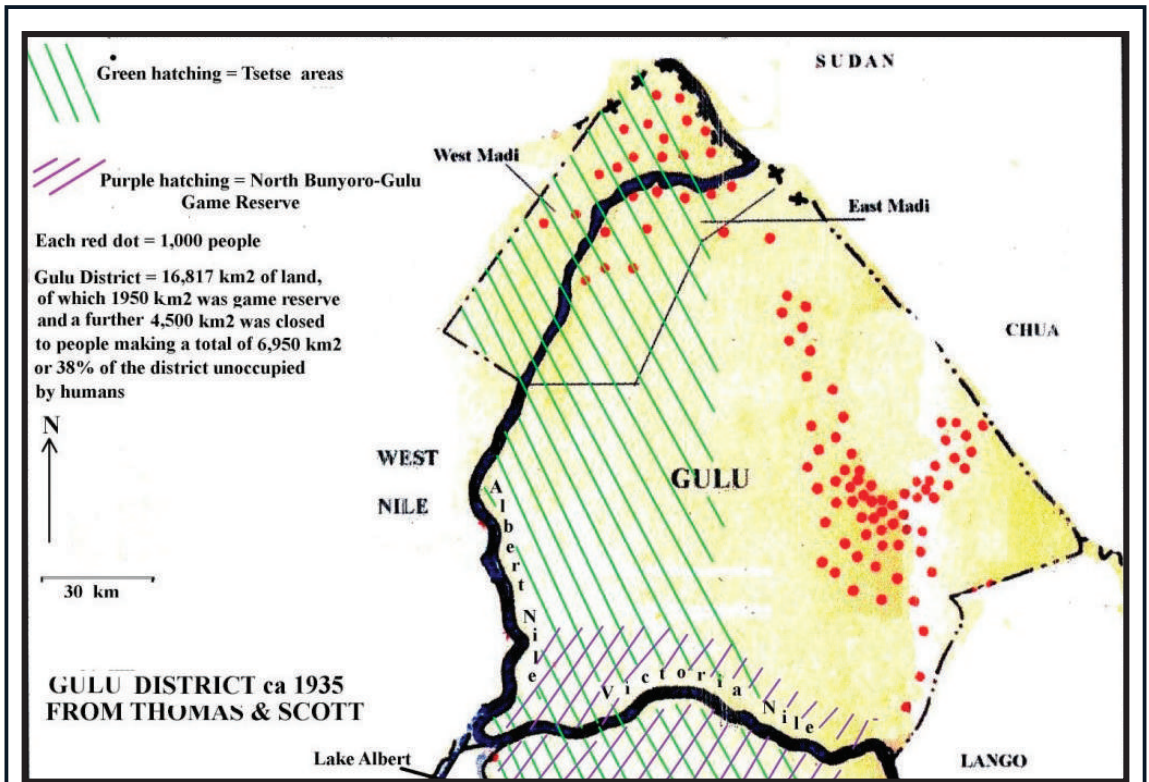 Green hatching = Tsetse areas
Purple hatching = North Bunyoro-Gulu
Game Reserve
Each red dot = 1,000 people
Gulu District = 16,817 km2 of land,
of which 1950 km2 was game reserve
and a further 4,500 km2 was closed
to people making a total of 6,950 km2
or 38% of the district unoccupied
by humans
N
30 km
GULU DISTRICT ca 1935
FROM THOMAS & SCOTT
SUDAN
West Madi
East Madi
CHUA
WEST
NILE
GULU
Albert Nile
Victoria Nile
Lake Albert
LANGO